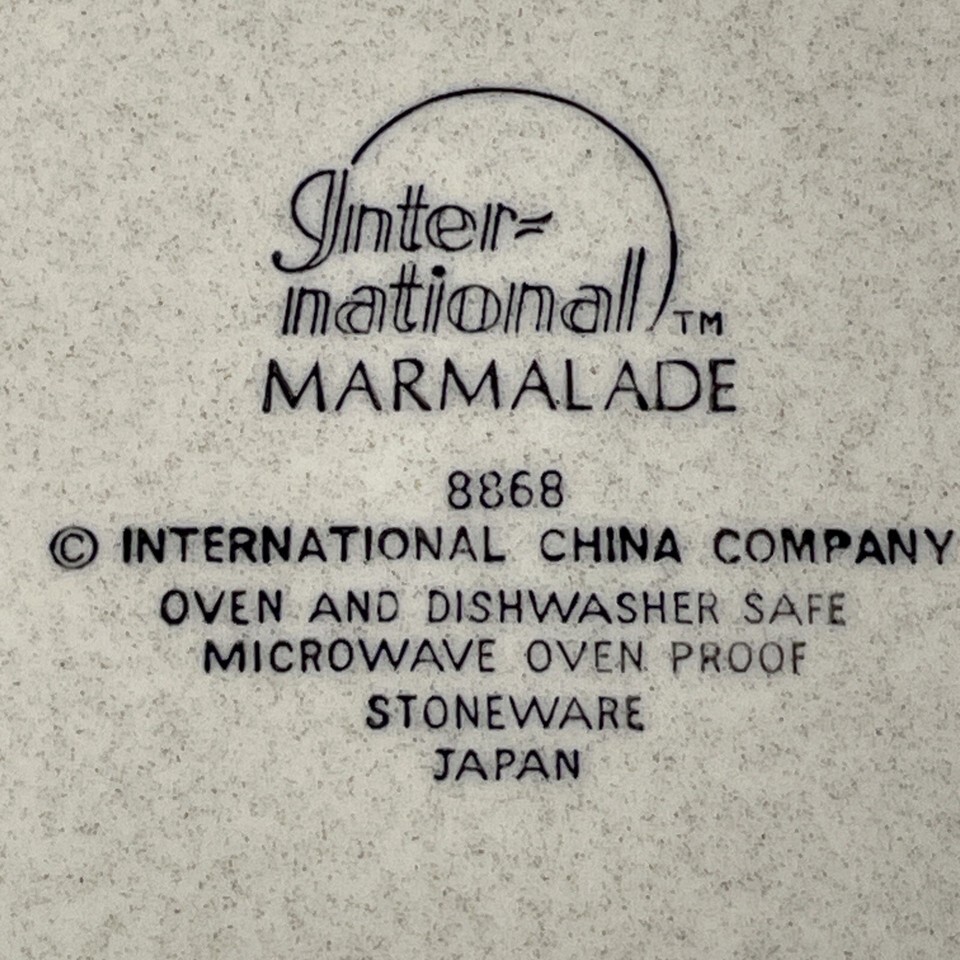 Inter-
national TM
MARMALADE
8868
© INTERNATIONAL CHINA COMPANY
OVEN AND DISHWASHER SAFE
MICROWAVE OVEN PROOF
STONEWARE
JAPAN